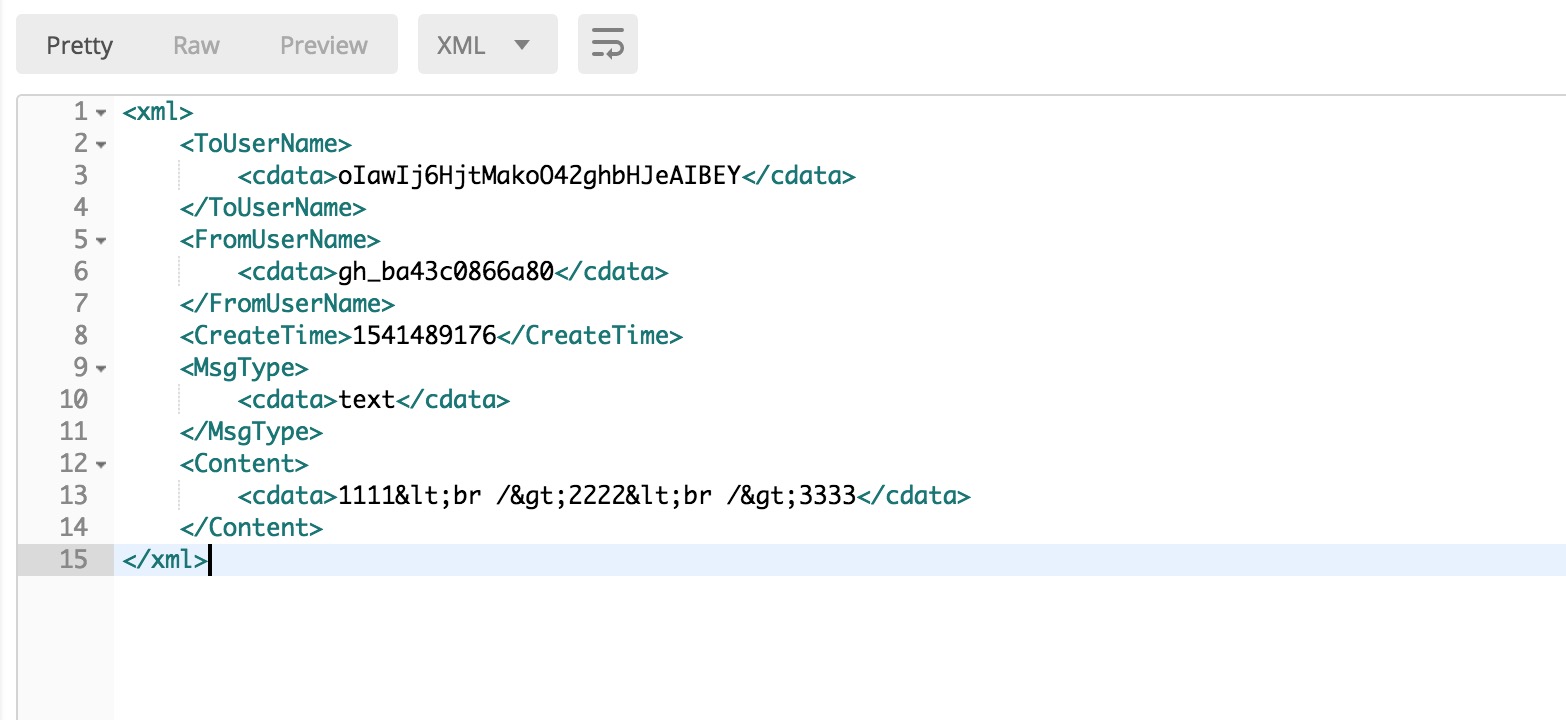 Pretty Raw Preview XML
1 <xml>
2 <ToUserName>
3 <cdata>oIawIj6HjtMakoO42ghbHJeAIBEY</cdata>
4 </ToUserName>
5 <FromUserName>
6 <cdata>gh_ba43c0866a80</cdata>
7 </FromUserName>
8 <CreateTime>1541489176</CreateTime>
9 <MsgType>
10 <cdata>text</cdata>
11 </MsgType>
12 <Content>
13 <cdata>1111&lt;br /&gt;2222&lt;br /&gt;3333</cdata>
14 </Content>
15 </xml>